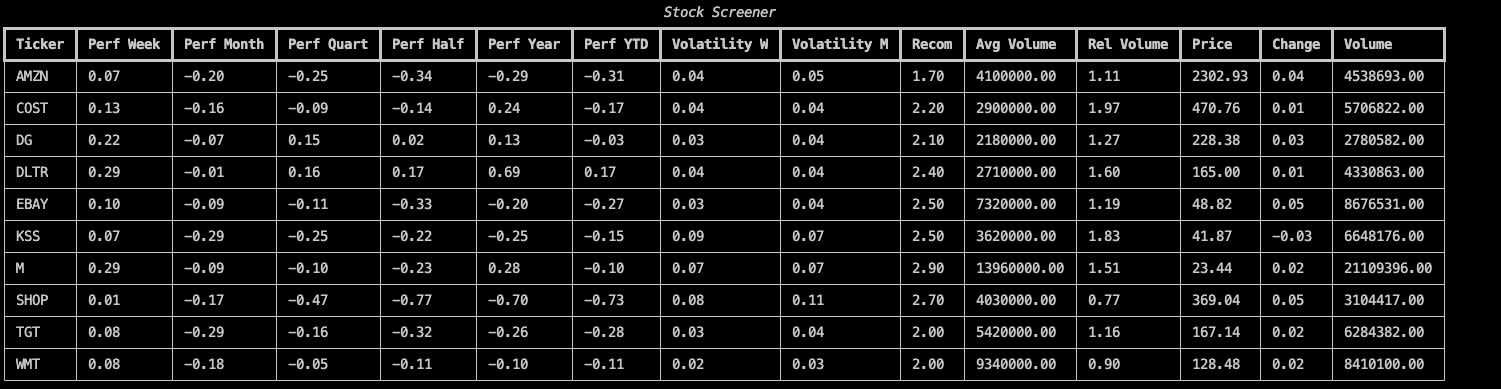 Stock Screener
Ticker Perf Week Perf Month Perf Quart Perf Half Perf Year Perf YTD Volatility W Volatility M Recom Avg Volume Rel Volume Price Change Volume
AMZN 0.07 -0.20 -0.25 -0.34 -0.29 -0.31 0.04 0.05 1.70 4100000.00 1.11 2302.93 0.04 4538693.00
COST 0.13 -0.16 -0.09 -0.14 0.24 -0.17 0.04 0.04 2.20 2900000.00 1.97 470.76 0.01 5706822.00
DG 0.22 -0.07 0.15 0.02 0.13 -0.03 0.03 0.04 2.10 2180000.00 1.27 228.38 0.03 2780582.00
DLTR 0.29 -0.01 0.16 0.17 0.69 0.17 0.04 0.04 2.40 2710000.00 1.60 165.00 0.01 4330863.00
EBAY 0.10 -0.09 -0.11 -0.33 -0.20 -0.27 0.03 0.04 2.50 7320000.00 1.19 48.82 0.05 8676531.00
KSS 0.07 -0.29 -0.25 -0.22 -0.25 -0.15 0.09 0.07 2.50 3620000.00 1.83 41.87 -0.03 6648176.00
M 0.29 -0.09 -0.10 -0.23 0.28 -0.10 0.07 0.07 2.90 13960000.00 1.51 23.44 0.02 21109396.00
SHOP 0.01 -0.17 -0.47 -0.77 -0.70 -0.73 0.08 0.11 2.70 4030000.00 0.77 369.04 0.05 3104417.00
TGT 0.08 -0.29 -0.16 -0.32 -0.26 -0.28 0.03 0.04 2.00 5420000.00 1.16 167.14 0.02 6284382.00
WMT 0.08 -0.18 -0.05 -0.11 -0.10 -0.11 0.02 0.03 2.00 9340000.00 0.90 128.48 0.02 8410100.00